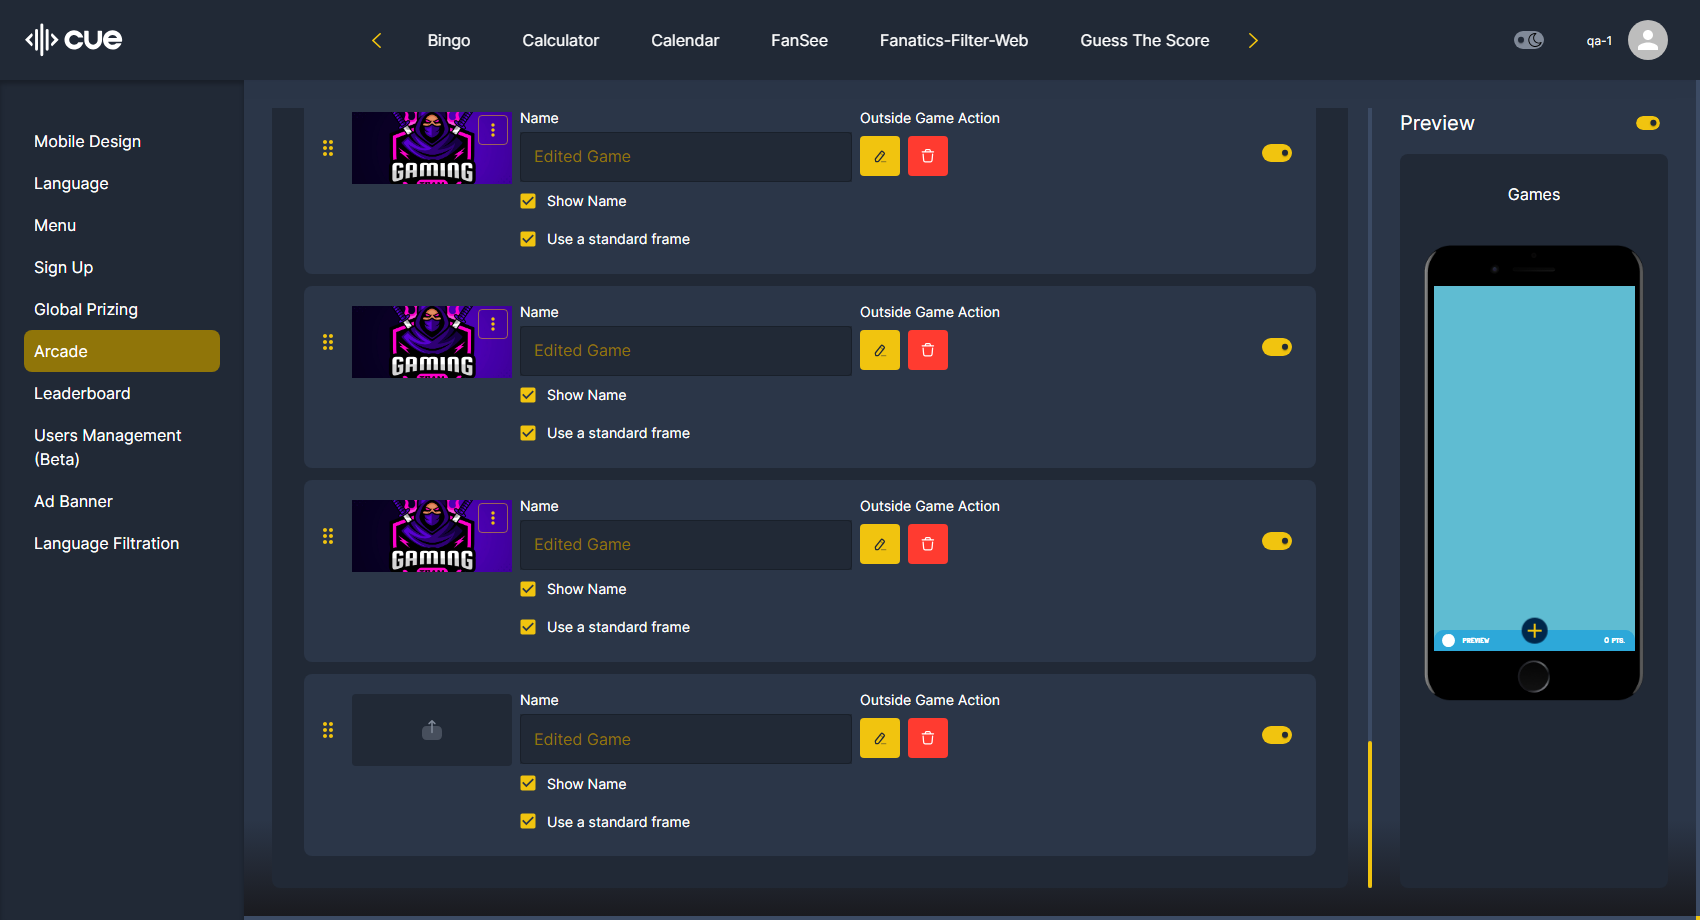 cue
Bingo
Calculator
Calendar
FanSee
Fanatics-Filter-Web
Guess The Score
qa-1
Mobile Design
Language
Menu
Sign Up
Global Prizing
Arcade
Leaderboard
Users Management
(Beta)
Ad Banner
Language Filtration
GAMING
Name
Edited Game
Show Name
Use a standard frame
Outside Game Action
GAMING
Name
Edited Game
Show Name
Use a standard frame
Outside Game Action
GAMING
Name
Edited Game
Show Name
Use a standard frame
Outside Game Action
Name
Edited Game
Show Name
Use a standard frame
Outside Game Action
Preview
Games
PREVIEW
0 PTS.